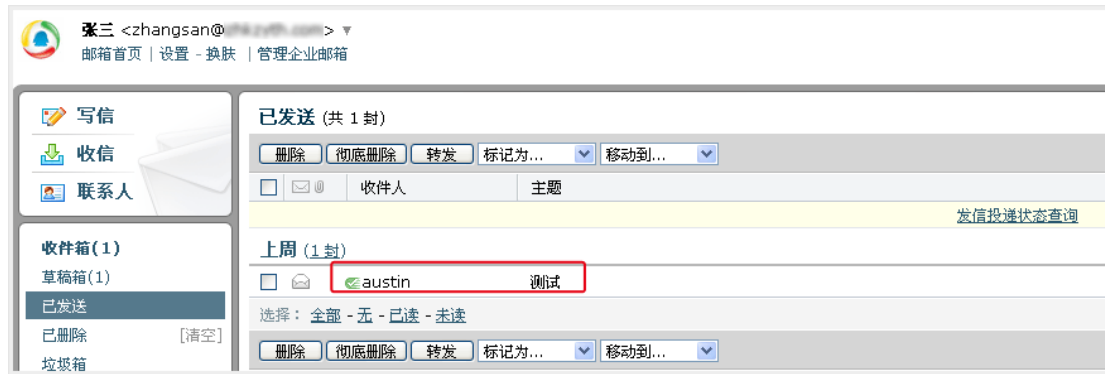 张三 <zhangsan@ >
邮箱首页 | 设置 - 换肤 | 管理企业邮箱
写信
收信
联系人
收件箱(1)
草稿箱(1)
已发送
已删除 [清空]
垃圾箱
已发送 (共 1 封)
删除 彻底删除 转发 标记为... 移动到...
收件人 主题
发信投递状态查询
上周 (1 封)
austin 测试
选择： 全部 - 无 - 已读 - 未读
删除 彻底删除 转发 标记为... 移动到...